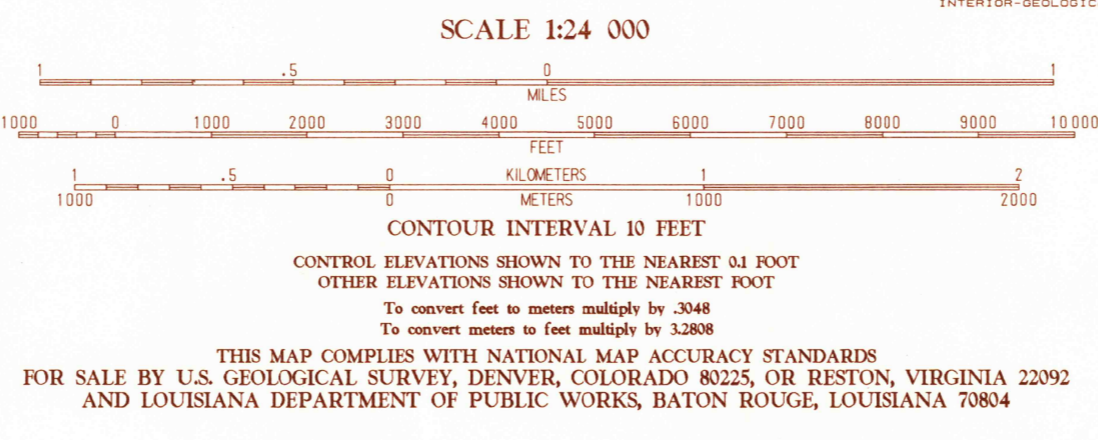 INTERIOR-GEOLOGIC
SCALE 1:24 000
1 .5 0 1
MILES
1000 0 1000 2000 3000 4000 5000 6000 7000 8000 9000 10 000
FEET
1 .5 0 KILOMETERS 1 2
1000 0 METERS 1000 2000
CONTOUR INTERVAL 10 FEET
CONTROL ELEVATIONS SHOWN TO THE NEAREST 0.1 FOOT
OTHER ELEVATIONS SHOWN TO THE NEAREST FOOT
To convert feet to meters multiply by .3048
To convert meters to feet multiply by 3.2808
THIS MAP COMPLIES WITH NATIONAL MAP ACCURACY STANDARDS
FOR SALE BY U.S. GEOLOGICAL SURVEY, DENVER, COLORADO 80225, OR RESTON, VIRGINIA 22092
AND LOUISIANA DEPARTMENT OF PUBLIC WORKS, BATON ROUGE, LOUISIANA 70804